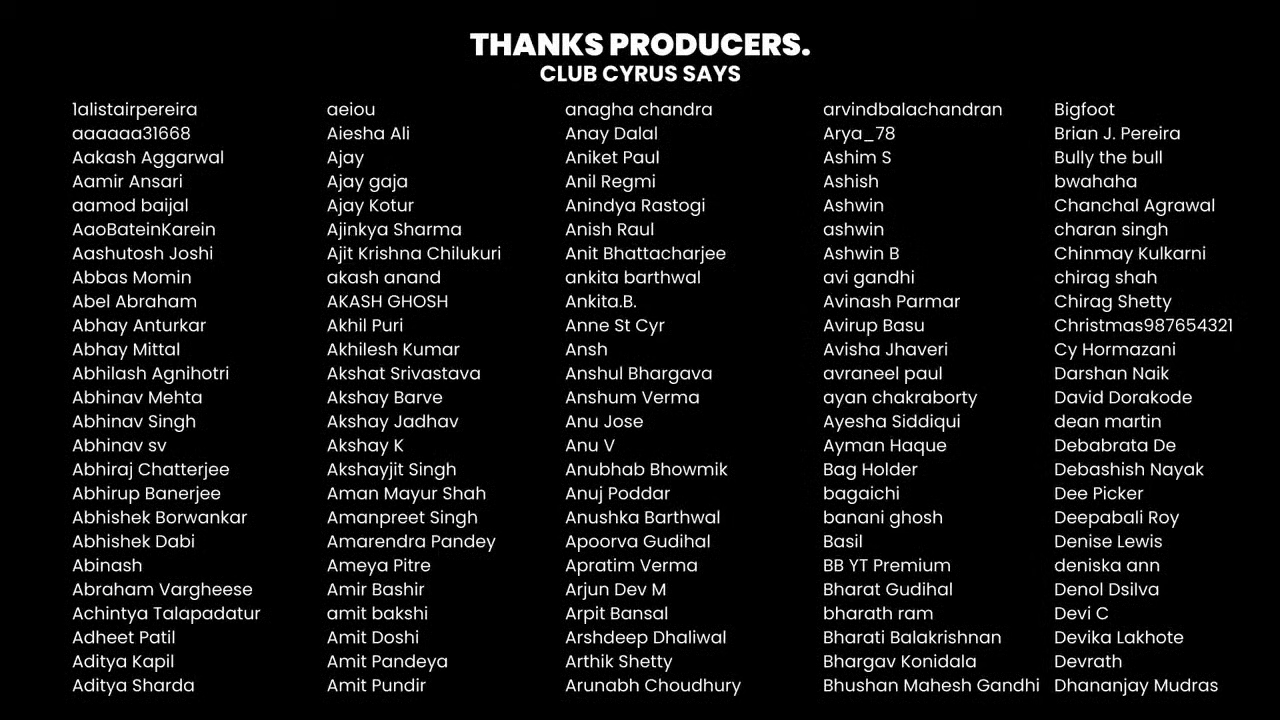 THANKS PRODUCERS.
CLUB CYRUS SAYS
1alistairpereira
aaaaaa31668
Aakash Aggarwal
Aamir Ansari
aamod baijal
AaoBateinKarein
Aashutosh Joshi
Abbas Momin
Abel Abraham
Abhay Anturkar
Abhay Mittal
Abhilash Agnihotri
Abhinav Mehta
Abhinav Singh
Abhinav sv
Abhiraj Chatterjee
Abhirup Banerjee
Abhishek Borwankar
Abhishek Dabi
Abinash
Abraham Vargheese
Achintya Talapadatur
Adheet Patil
Aditya Kapil
Aditya Sharda
aeiou
Aiesha Ali
Ajay
Ajay gaja
Ajay Kotur
Ajinkya Sharma
Ajit Krishna Chilukuri
akash anand
AKASH GHOSH
Akhil Puri
Akhilesh Kumar
Akshat Srivastava
Akshay Barve
Akshay Jadhav
Akshay K
Akshayjit Singh
Aman Mayur Shah
Amanpreet Singh
Amarendra Pandey
Ameya Pitre
Amir Bashir
amit bakshi
Amit Doshi
Amit Pandeya
Amit Pundir
anagha chandra
Anay Dalal
Aniket Paul
Anil Regmi
Anindya Rastogi
Anish Raul
Anit Bhattacharjee
ankita barthwal
Ankita.B.
Anne St Cyr
Ansh
Anshul Bhargava
Anshum Verma
Anu Jose
Anu V
Anubhab Bhowmik
Anuj Poddar
Anushka Barthwal
Apoorva Gudihal
Apratim Verma
Arjun Dev M
Arpit Bansal
Arshdeep Dhaliwal
Arthik Shetty
Arunabh Choudhury
arvindbalachandran
Arya_78
Ashim S
Ashish
Ashwin
ashwin
Ashwin B
avi gandhi
Avinash Parmar
Avirup Basu
Avisha Jhaveri
avraneel paul
ayan chakraborty
Ayesha Siddiqui
Ayman Haque
Bag Holder
bagaichi
banani ghosh
Basil
BB YT Premium
Bharat Gudihal
bharath ram
Bharati Balakrishnan
Bhargav Konidala
Bhushan Mahesh Gandhi
Bigfoot
Brian J. Pereira
Bully the bull
bwahaha
Chanchal Agrawal
charan singh
Chinmay Kulkarni
chirag shah
Chirag Shetty
Christmas987654321
Cy Hormazani
Darshan Naik
David Dorakode
dean martin
Debabrata De
Debashish Nayak
Dee Picker
Deepabali Roy
Denise Lewis
deniska ann
Denol Dsilva
Devi C
Devika Lakhote
Devrath
Dhananjay Mudras